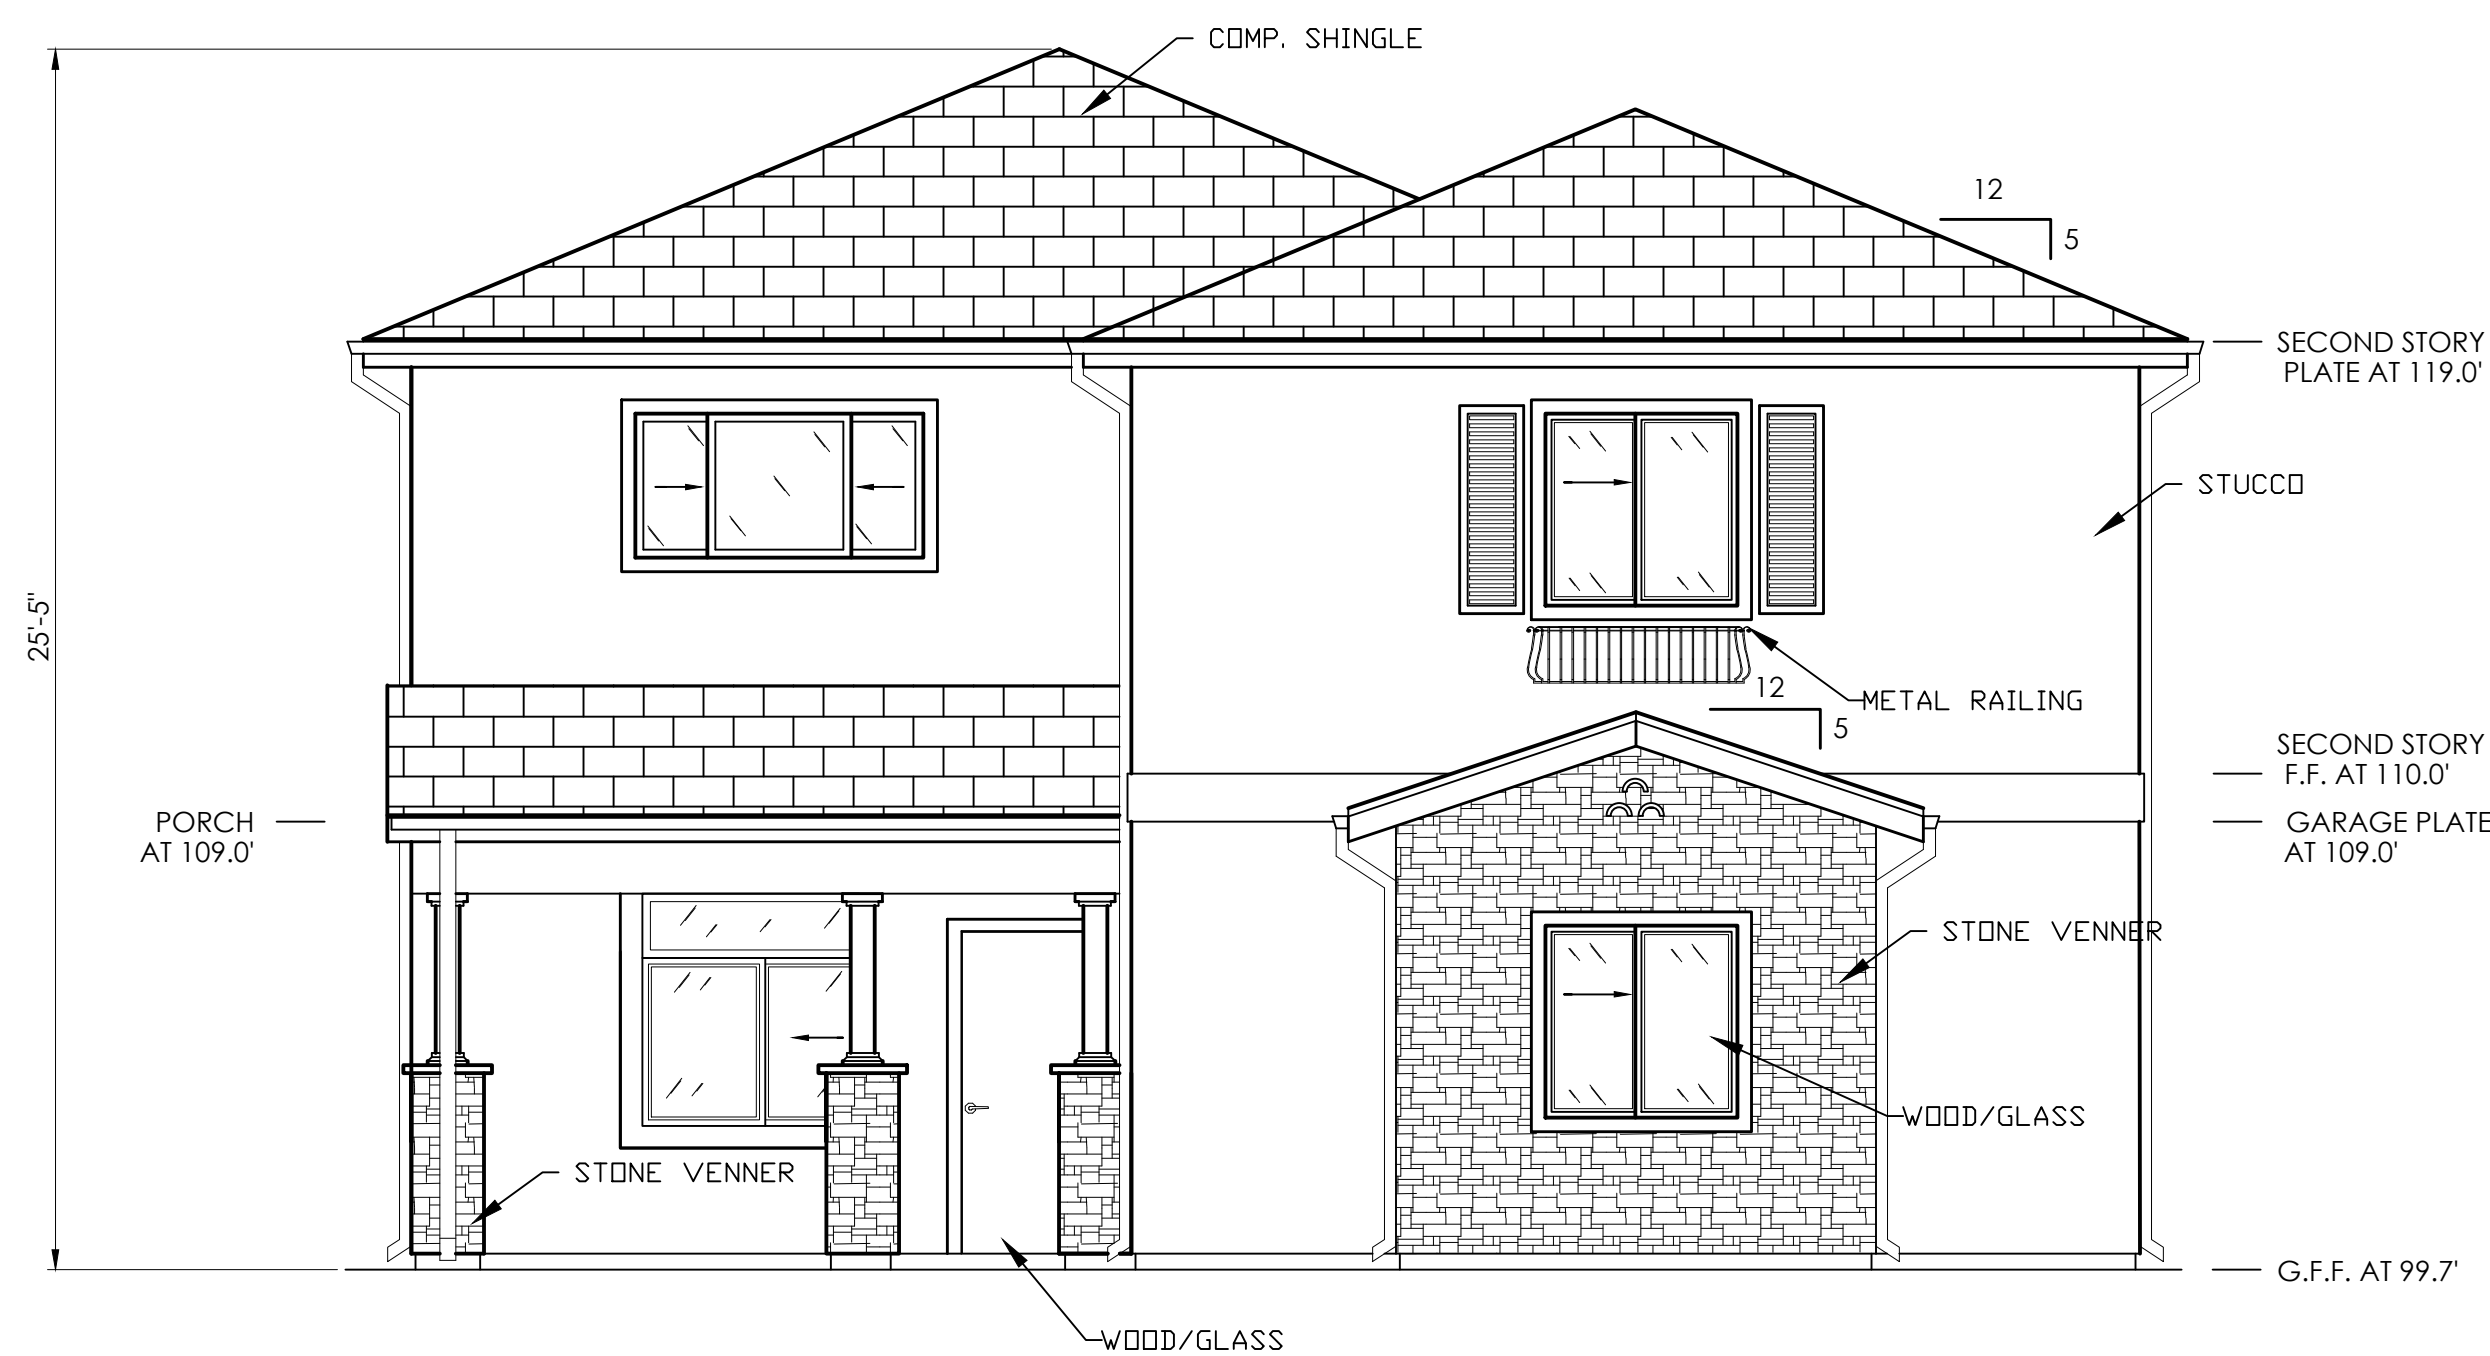 COMP. SHINGLE
12
5
SECOND STORY
PLATE AT 119.0'
STUCCO
25'-5"
METAL RAILING
12
5
SECOND STORY
F.F. AT 110.0'
PORCH
AT 109.0'
GARAGE PLATE
AT 109.0'
STONE VENNER
WOOD/GLASS
STONE VENNER
G.F.F. AT 99.7'
WOOD/GLASS